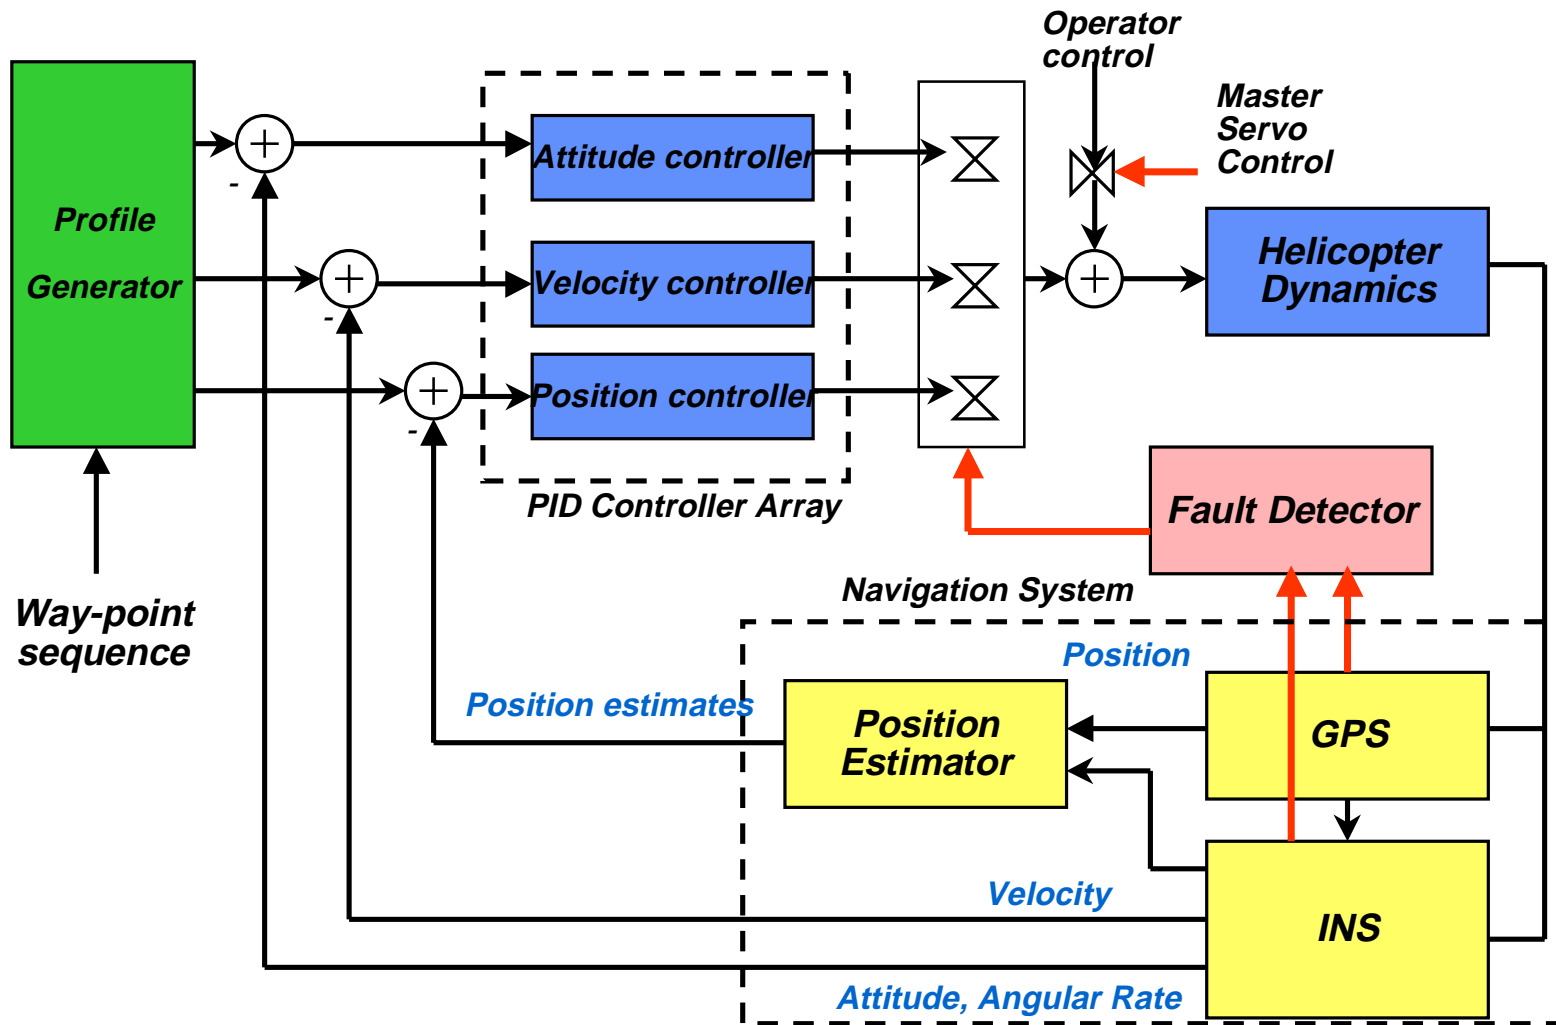 Operator
control
Master
Servo
Control
Profile
Generator
-
Attitude controller
-
Velocity controller
-
Position controller
Helicopter
Dynamics
PID Controller Array
Fault Detector
Way-point
sequence
Navigation System
Position
Position estimates
Position
Estimator
GPS
Velocity
INS
Attitude, Angular Rate